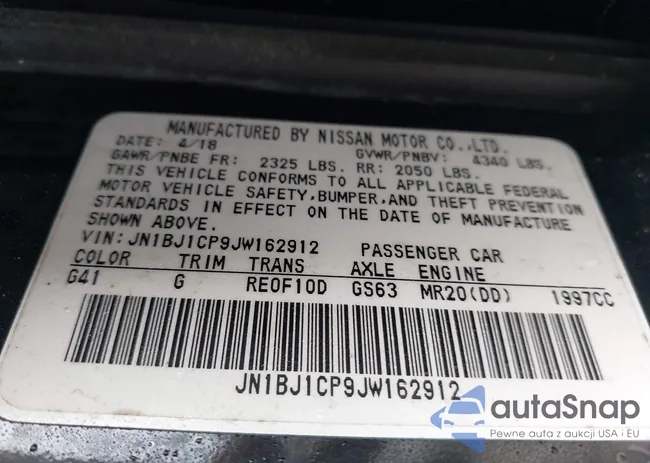 MANUFACTURED BY NISSAN MOTOR CO.,LTD.
DATE: 4/18 GVWR/PNBV: 4340 LBS.
GAWR/PNBE FR: 2325 LBS. RR: 2050 LBS.
THIS VEHICLE CONFORMS TO ALL APPLICABLE FEDERAL
MOTOR VEHICLE SAFETY,BUMPER,AND THEFT PREVENTION
STANDARDS IN EFFECT ON THE DATE OF MANUFACTURE
SHOWN ABOVE.
VIN:JN1BJ1CP9JW162912 PASSENGER CAR
COLOR TRIM TRANS AXLE ENGINE
G41 G RE0F10D GS63 MR20(DD) 1997CC
JN1BJ1CP9JW162912
autoSnap
Pewne auta z aukcji USA i EU